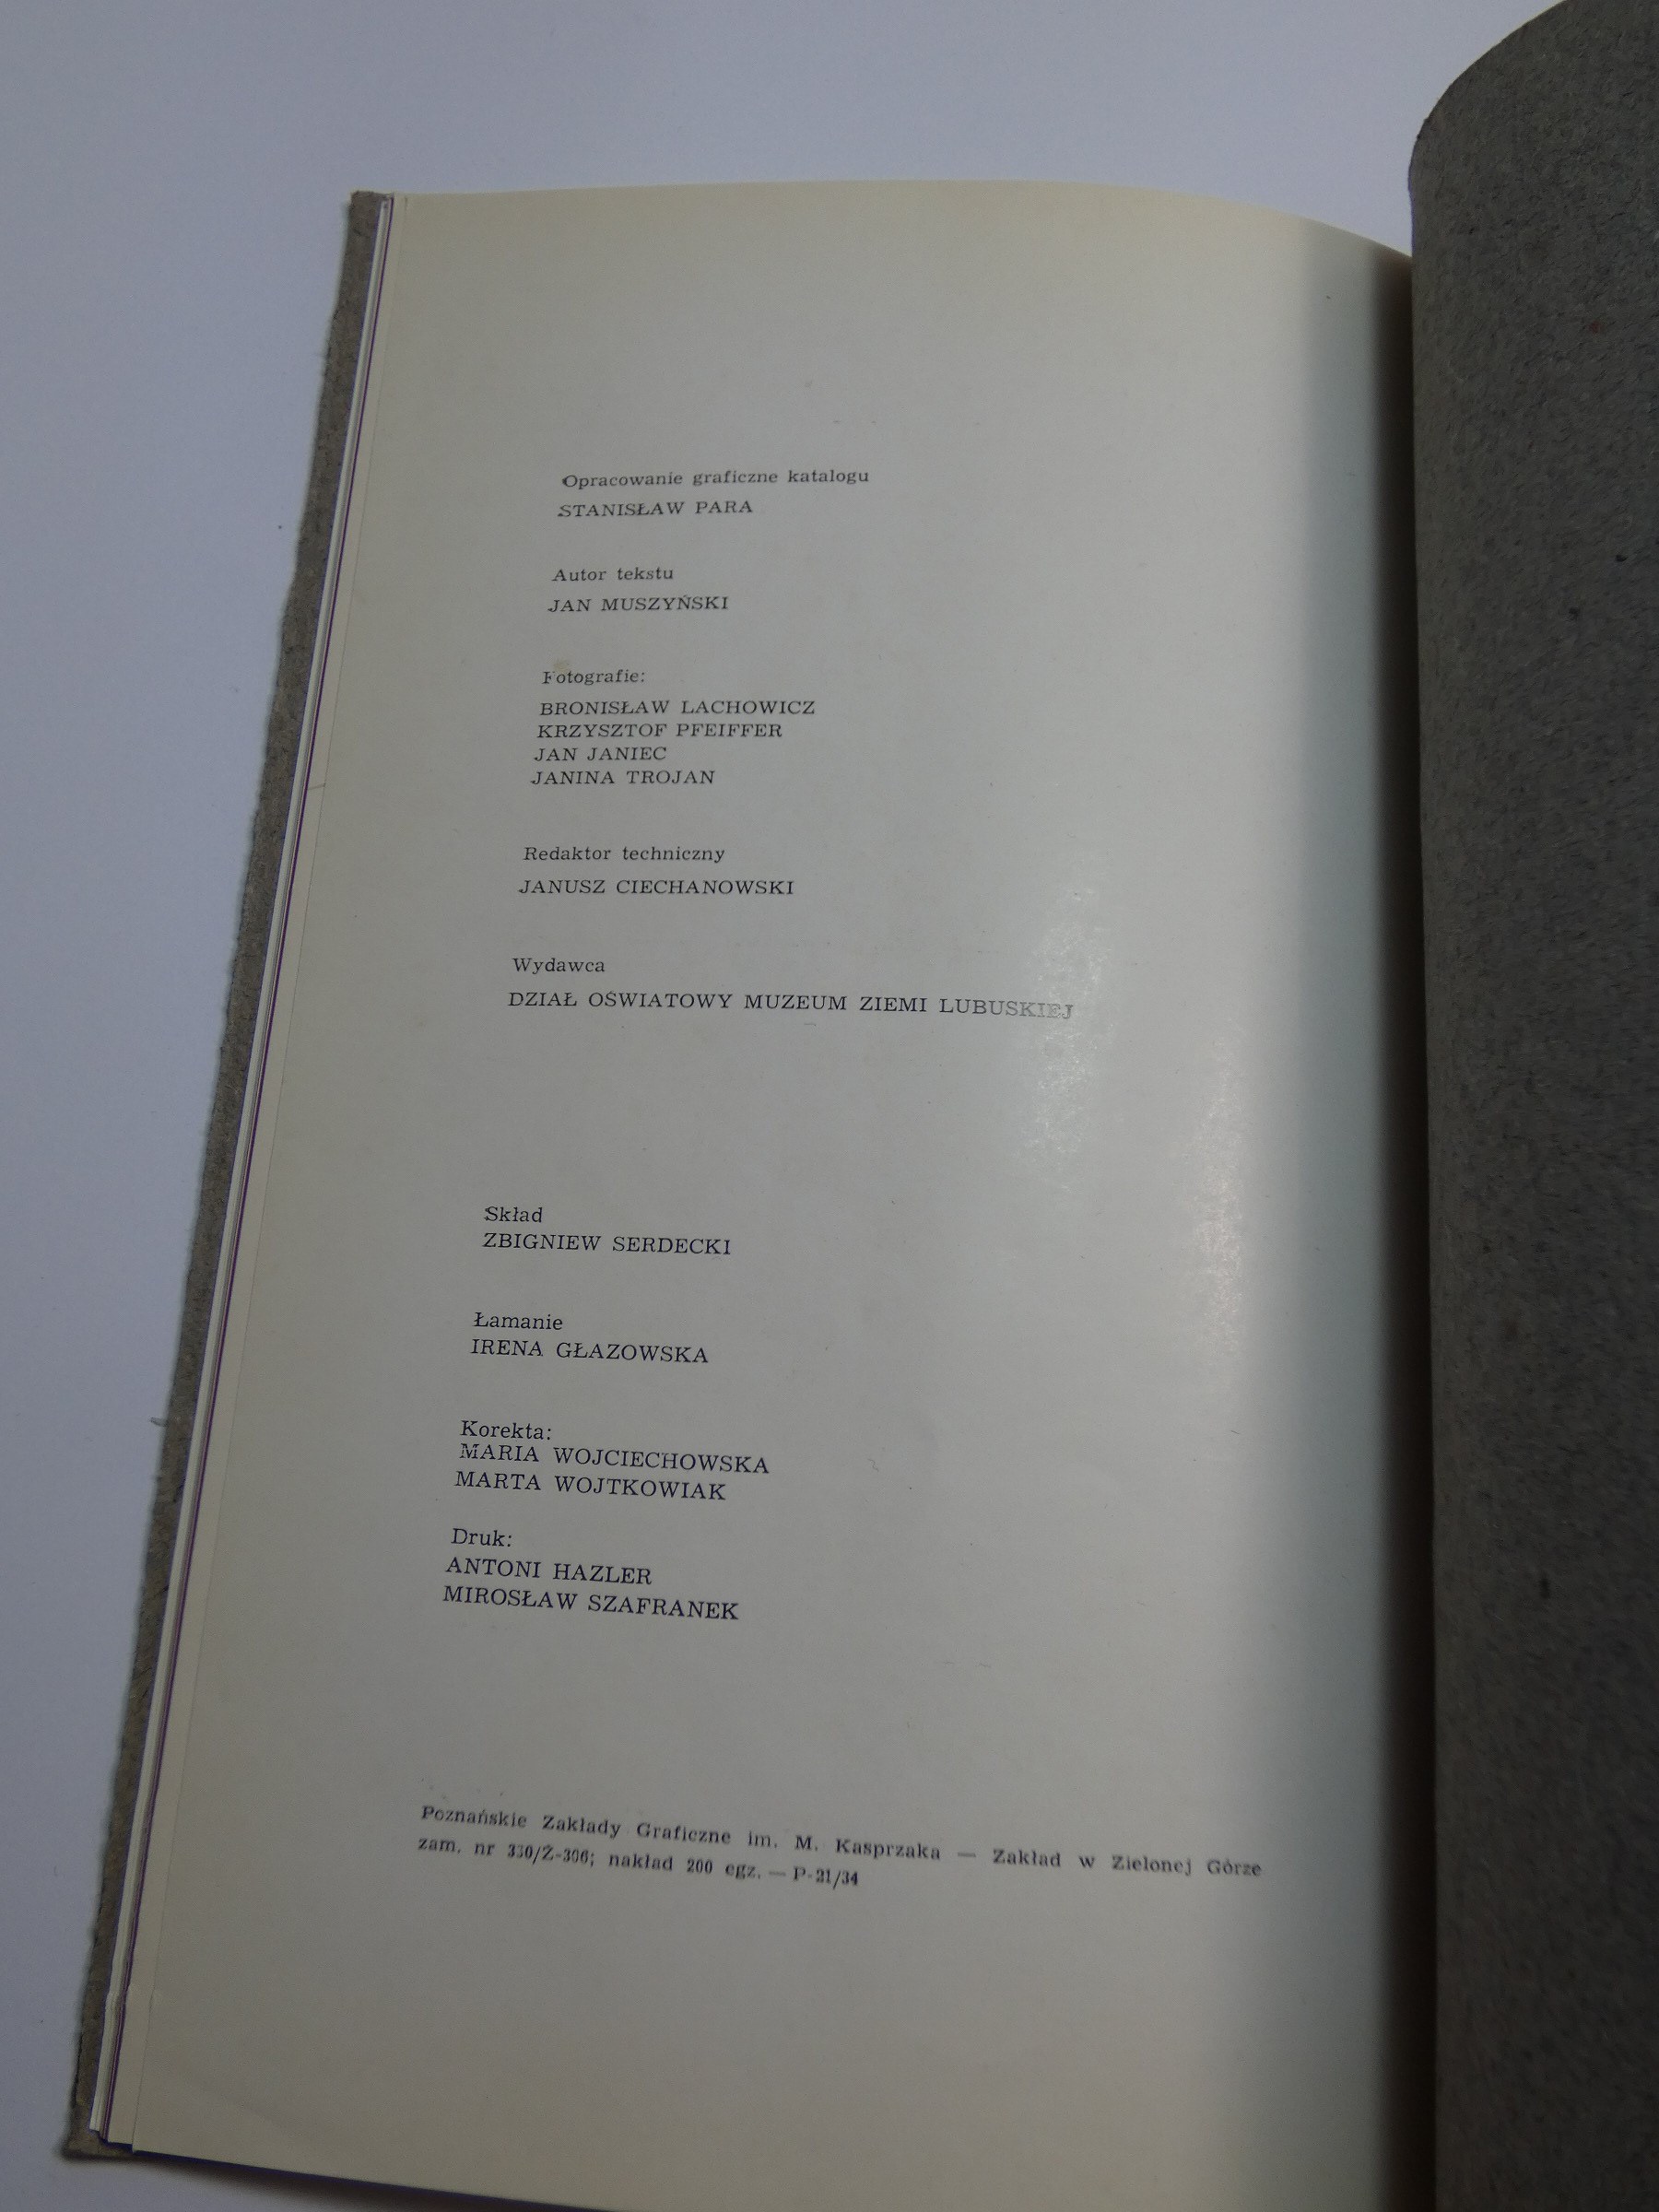 Opracowanie graficzne katalogu
STANISŁAW PARA
Autor tekstu
JAN MUSZYŃSKI
Fotografie:
BRONISŁAW LACHOWICZ
KRZYSZTOF PFEIFFER
JAN JANIEC
JANINA TROJAN
Redaktor techniczny
JANUSZ CIECHANOWSKI
Wydawca
DZIAŁ OŚWIATOWY MUZEUM ZIEMI LUBUSKIEJ
Skład
ZBIGNIEW SERDECKI
Łamanie
IRENA GŁAZOWSKA
Korekta:
MARIA WOJCIECHOWSKA
MARTA WOJTKOWIAK
Druk:
ANTONI HAZLER
MIROSŁAW SZAFRANEK
Poznańskie Zakłady Graficzne im. M. Kasprzaka — Zakład w Zielonej Górze
zam. nr 330/Ż-306; nakład 200 egz. — P-21/34